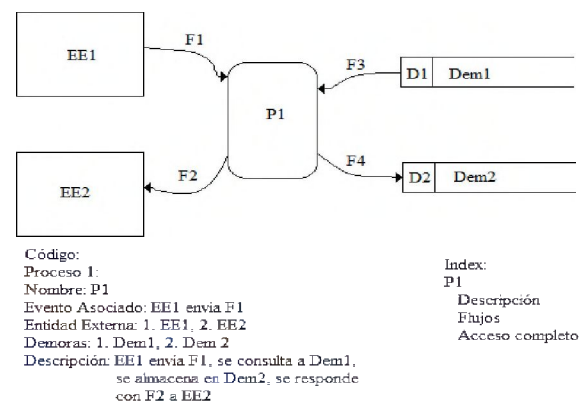 EE1
F1
F3
D1 Dem1
P1
F2
F4
EE2
D2 Dem2
Código:
Proceso 1:
Nombre: P1
Evento Asociado: EE1 envia F1
Entidad Externa: 1. EE1, 2. EE2
Demoras: 1. Dem1, 2. Dem 2
Descripción: EE1 envía F1, se consulta a Dem1,
se almacena en Dem2, se responde
con F2 a EE2
Index:
P1
Descripción
Flujos
Acceso completo